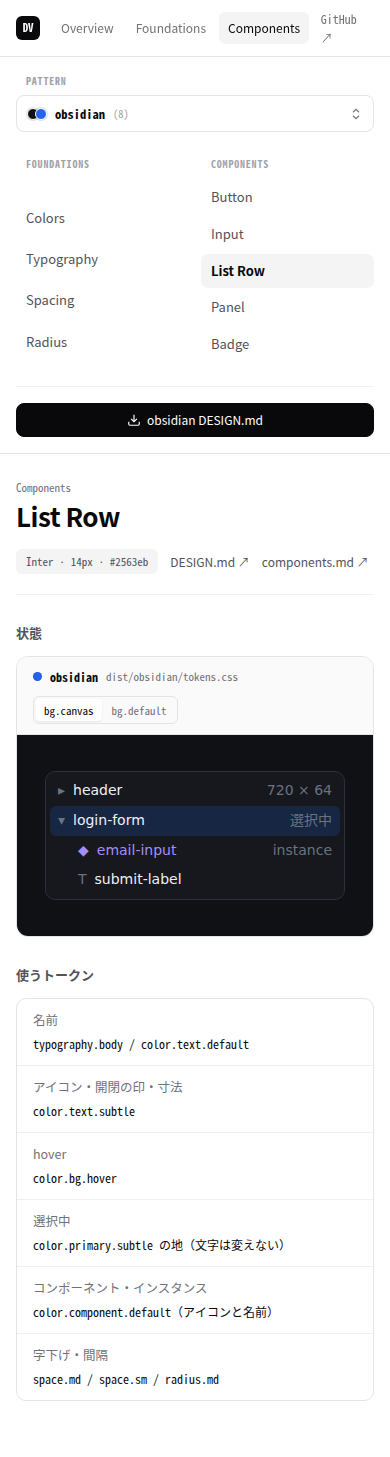 DV Overview Foundations Components GitHub ↗
PATTERN
obsidian (8)
FOUNDATIONS
Colors
Typography
Spacing
Radius
COMPONENTS
Button
Input
List Row
Panel
Badge
obsidian DESIGN.md
Components
List Row
Inter · 14px · #2563eb DESIGN.md ↗ components.md ↗
状態
obsidian dist/obsidian/tokens.css
bg.canvas bg.default
▸ header 720 × 64
▾ login-form 選択中
◆ email-input instance
T submit-label
使うトークン
名前
typography.body / color.text.default
アイコン・開閉の印・寸法
color.text.subtle
hover
color.bg.hover
選択中
color.primary.subtle の地（文字は変えない）
コンポーネント・インスタンス
color.component.default（アイコンと名前）
字下げ・間隔
space.md / space.sm / radius.md